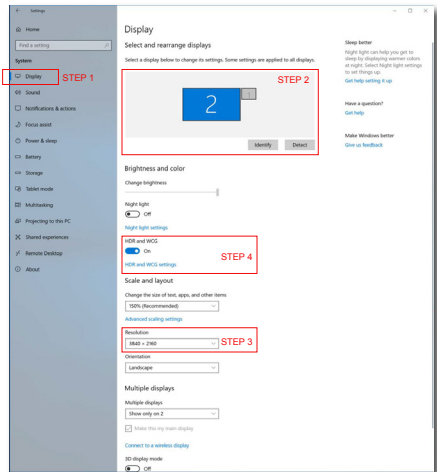 Settings
Home
Find a setting
System
Display STEP 1
Sound
Notifications & actions
Focus assist
Power & sleep
Battery
Storage
Tablet mode
Multitasking
Projecting to this PC
Shared experiences
Remote Desktop
About
Display
Select and rearrange displays
Select a display below to change its settings. Some settings are applied to all displays.
STEP 2
2
1
Identify Detect
Brightness and color
Change brightness
Night light
Off
Night light settings
HDR and WCG
On
STEP 4
HDR and WCG settings
Scale and layout
Change the size of text, apps, and other items
150% (Recommended)
Advanced scaling settings
Resolution
3840 × 2160 STEP 3
Orientation
Landscape
Multiple displays
Multiple displays
Show only on 2
Make this my main display
Connect to a wireless display
3D display mode
Off
Sleep better
Night light can help you get to
sleep by displaying warmer colors
at night. Select Night light settings
to set things up.
Get help setting it up
Have a question?
Get help
Make Windows better
Give us feedback